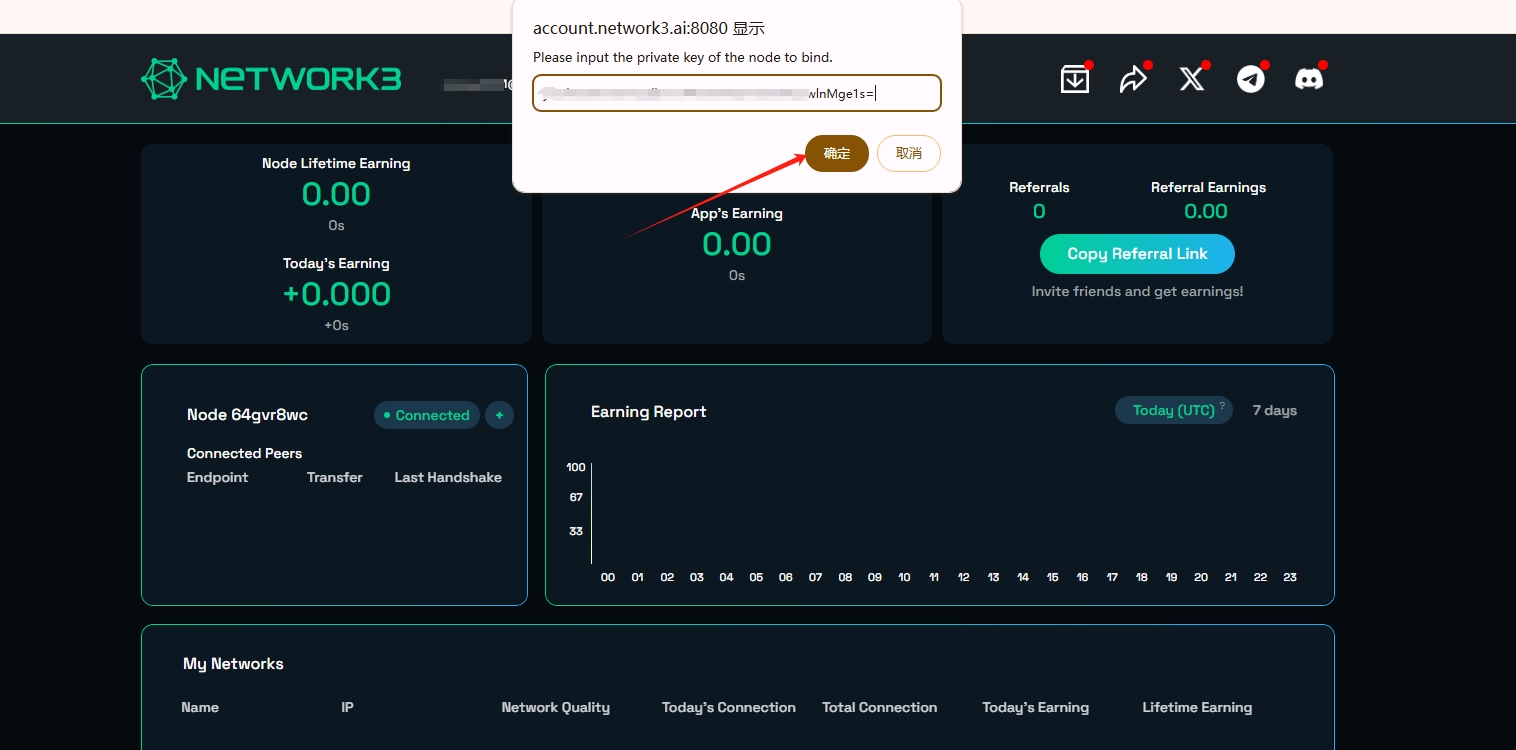 account.network3.ai:8080 显示
Please input the private key of the node to bind.
wlnMge1s=
确定
取消
NETWORK3
Node Lifetime Earning
0.00
0s
Today's Earning
+0.000
+0s
App's Earning
0.00
0s
Referrals
Referral Earnings
0
0.00
Copy Referral Link
Invite friends and get earnings!
Node 64gvr8wc
Connected
+
Connected Peers
Endpoint
Transfer
Last Handshake
Earning Report
Today (UTC) ?
7 days
100
67
33
00 01 02 03 04 05 06 07 08 09 10 11 12 13 14 15 16 17 18 19 20 21 22 23
My Networks
Name
IP
Network Quality
Today's Connection
Total Connection
Today's Earning
Lifetime Earning